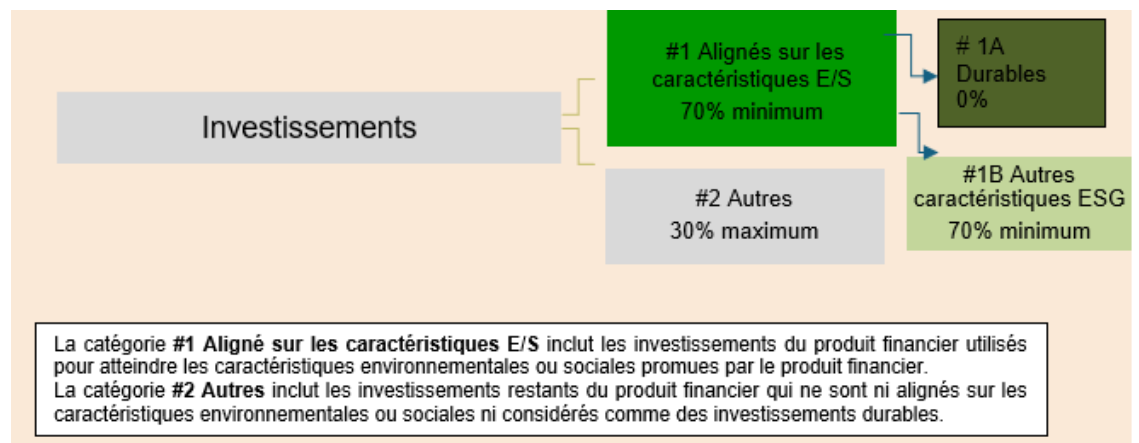 Investissements
#1 Alignés sur les
caractéristiques E/S
70% minimum
# 1A
Durables
0%
#2 Autres
30% maximum
#1B Autres
caractéristiques ESG
70% minimum
La catégorie #1 Aligné sur les caractéristiques E/S inclut les investissements du produit financier utilisés
pour atteindre les caractéristiques environnementales ou sociales promues par le produit financier.
La catégorie #2 Autres inclut les investissements restants du produit financier qui ne sont ni alignés sur les
caractéristiques environnementales ou sociales ni considérés comme des investissements durables.